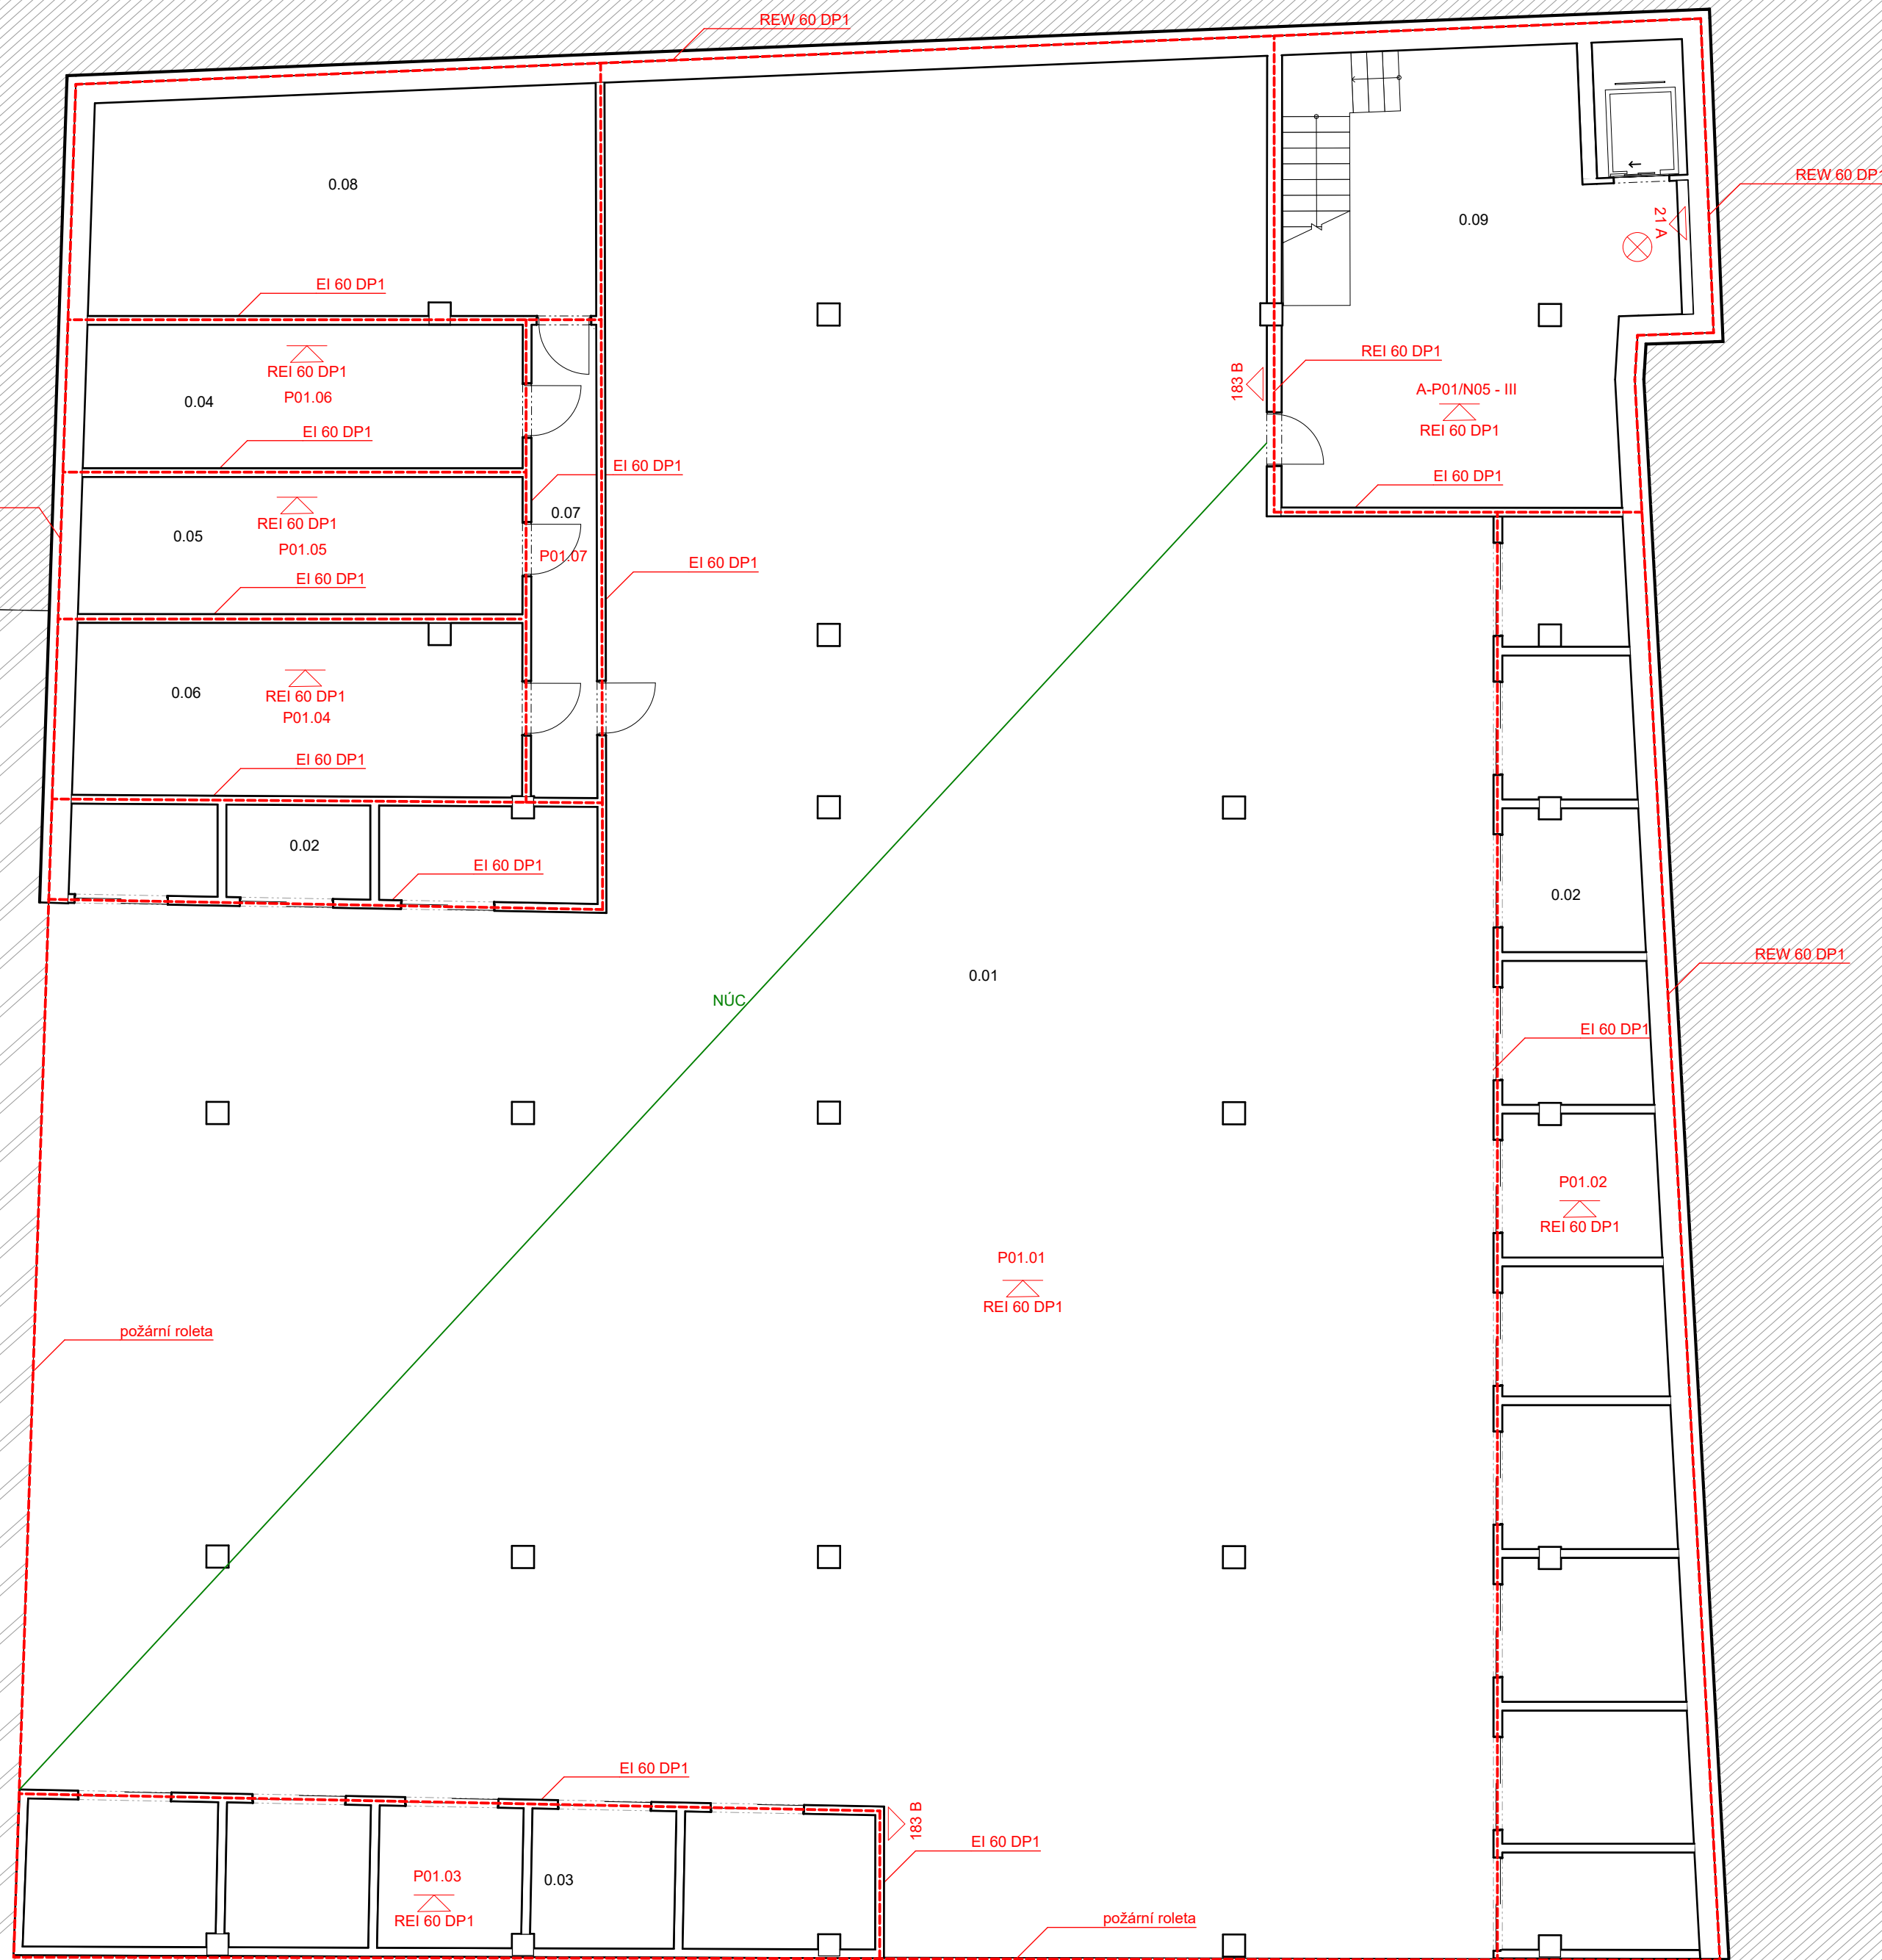 REW 60 DP1
REW 60 DP1
0.08
0.09
21 A
EI 60 DP1
REI 60 DP1
P01.06
0.04
EI 60 DP1
183 B
REI 60 DP1
A-P01/N05 - III
REI 60 DP1
EI 60 DP1
EI 60 DP1
REI 60 DP1
P01.05
0.05
0.07
P01.07
EI 60 DP1
EI 60 DP1
0.06
REI 60 DP1
P01.04
EI 60 DP1
0.02
EI 60 DP1
0.02
REW 60 DP1
0.01
NÚC
EI 60 DP1
P01.02
REI 60 DP1
P01.01
REI 60 DP1
požární roleta
EI 60 DP1
183 B
EI 60 DP1
P01.03
0.03
REI 60 DP1
požární roleta